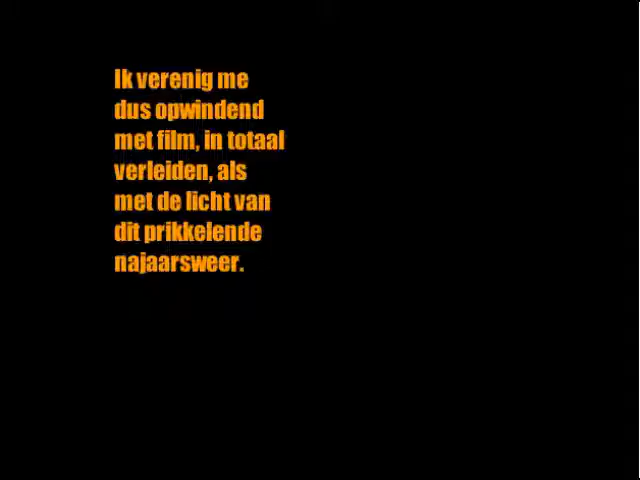 Ik verenig me
dus opwindend
met film, in totaal
verleiden, als
met de licht van
dit prikkelende
najaarsweer.